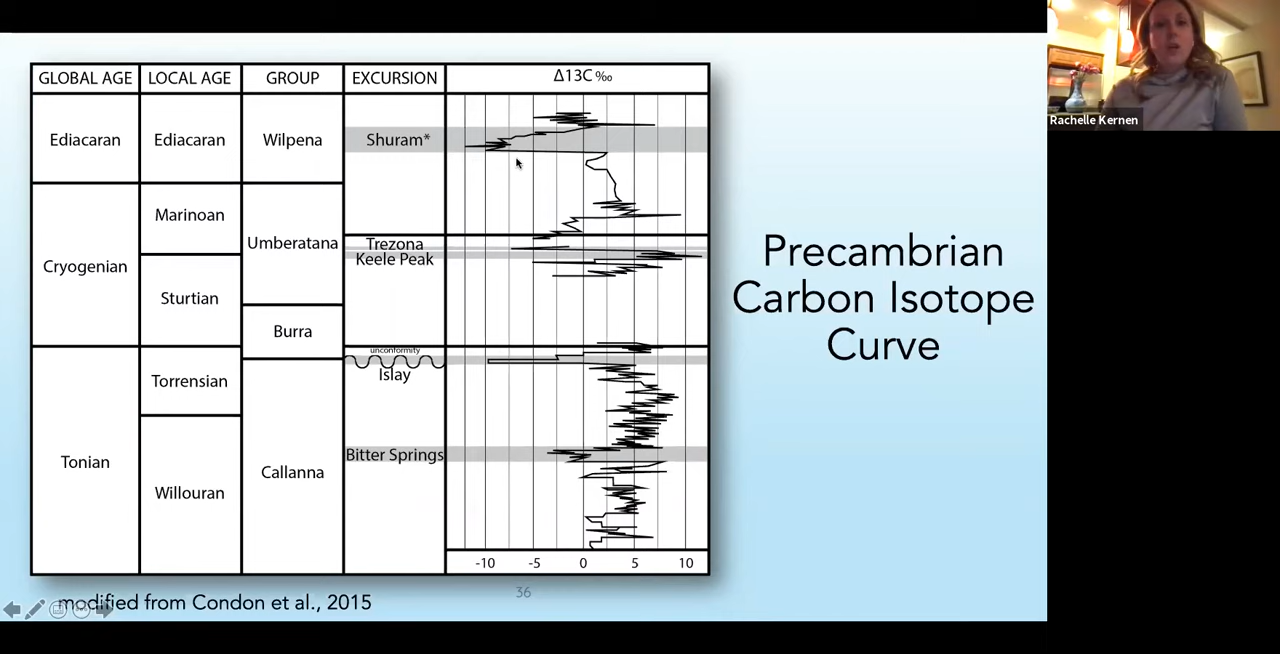 GLOBAL AGE LOCAL AGE GROUP EXCURSION Δ13C ‰
Ediacaran Ediacaran Wilpena Shuram*
Cryogenian
Marinoan
Sturtian
Umberatana
Burra
Trezona
Keele Peak
Tonian
Torrensian
Willouran
Callanna
unconformity
Islay
Bitter Springs
-10 -5 0 5 10
Precambrian
Carbon Isotope
Curve
modified from Condon et al., 2015
36
Rachelle Kernen